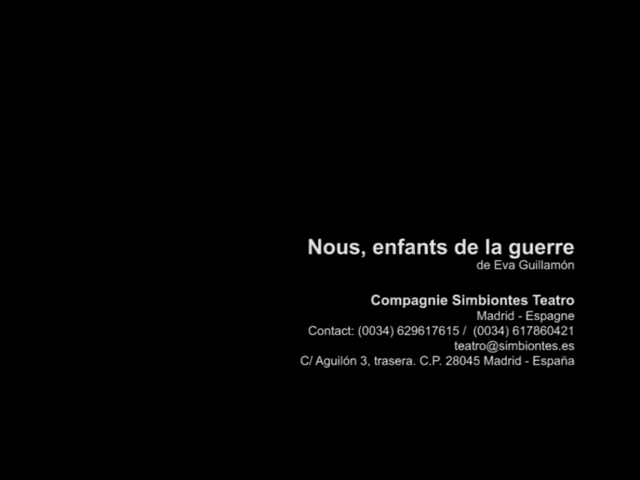 Nous, enfants de la guerre
de Eva Guillamón
Compagnie Simbiontes Teatro
Madrid - Espagne
Contact: (0034) 629617615 / (0034) 617860421
teatro@simbiontes.es
C/ Aguilón 3, trasera. C.P. 28045 Madrid - España